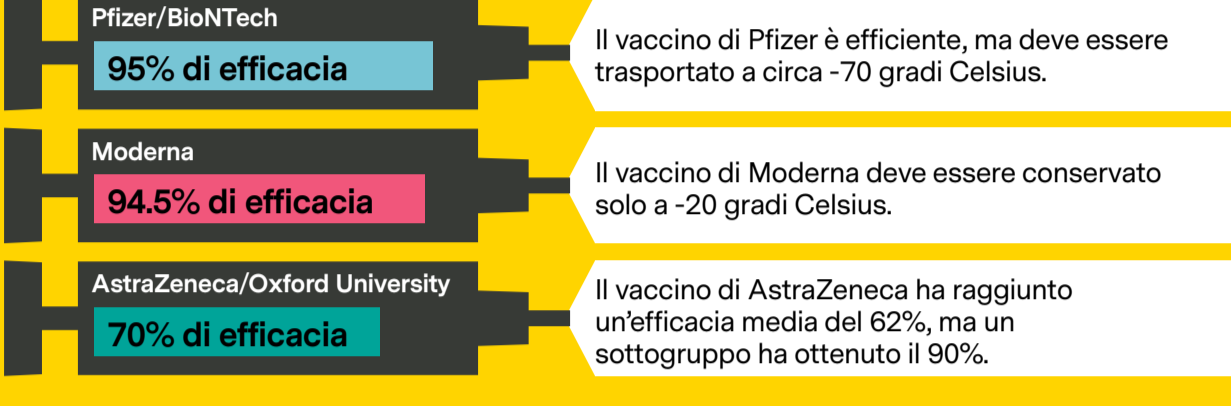 Pfizer/BioNTech
95% di efficacia
Il vaccino di Pfizer è efficiente, ma deve essere
trasportato a circa -70 gradi Celsius.
Moderna
94.5% di efficacia
Il vaccino di Moderna deve essere conservato
solo a -20 gradi Celsius.
AstraZeneca/Oxford University
70% di efficacia
Il vaccino di AstraZeneca ha raggiunto
un’efficacia media del 62%, ma un
sottogruppo ha ottenuto il 90%.